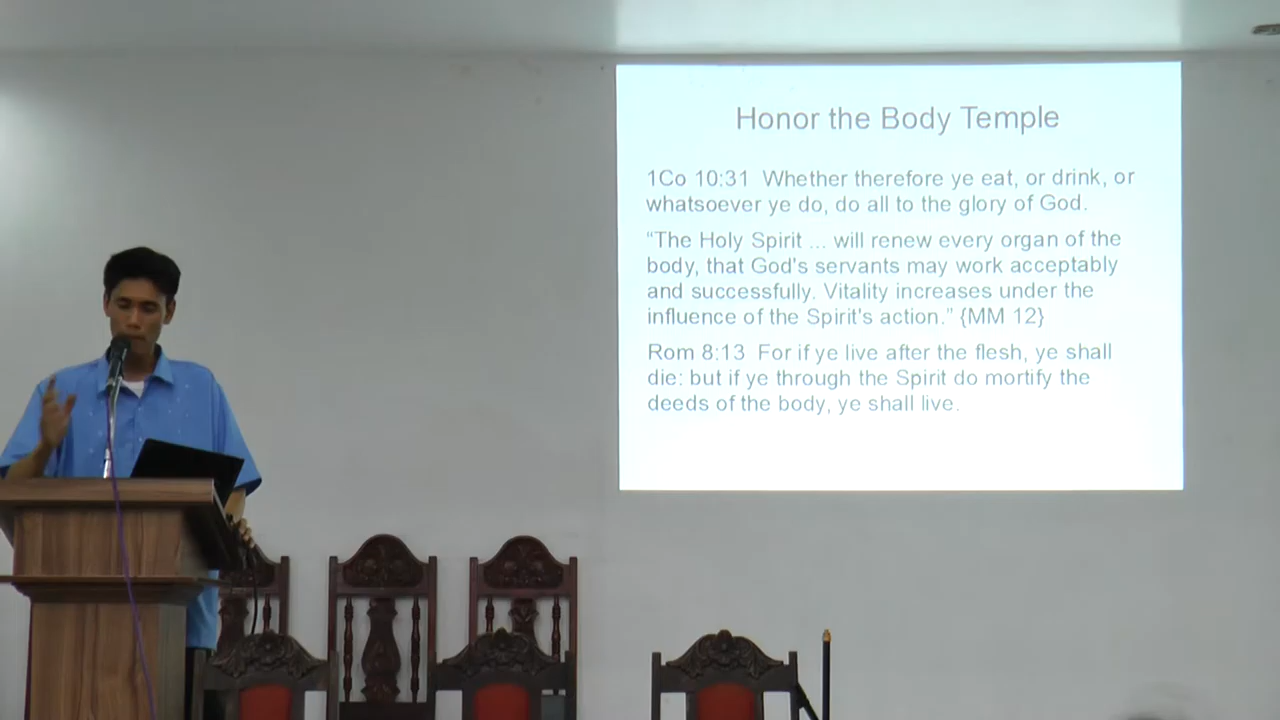 Honor the Body Temple
1Co 10:31  Whether therefore ye eat, or drink, or
whatsoever ye do, do all to the glory of God.
“The Holy Spirit ... will renew every organ of the
body, that God's servants may work acceptably
and successfully. Vitality increases under the
influence of the Spirit's action.” {MM 12}
Rom 8:13  For if ye live after the flesh, ye shall
die: but if ye through the Spirit do mortify the
deeds of the body, ye shall live.